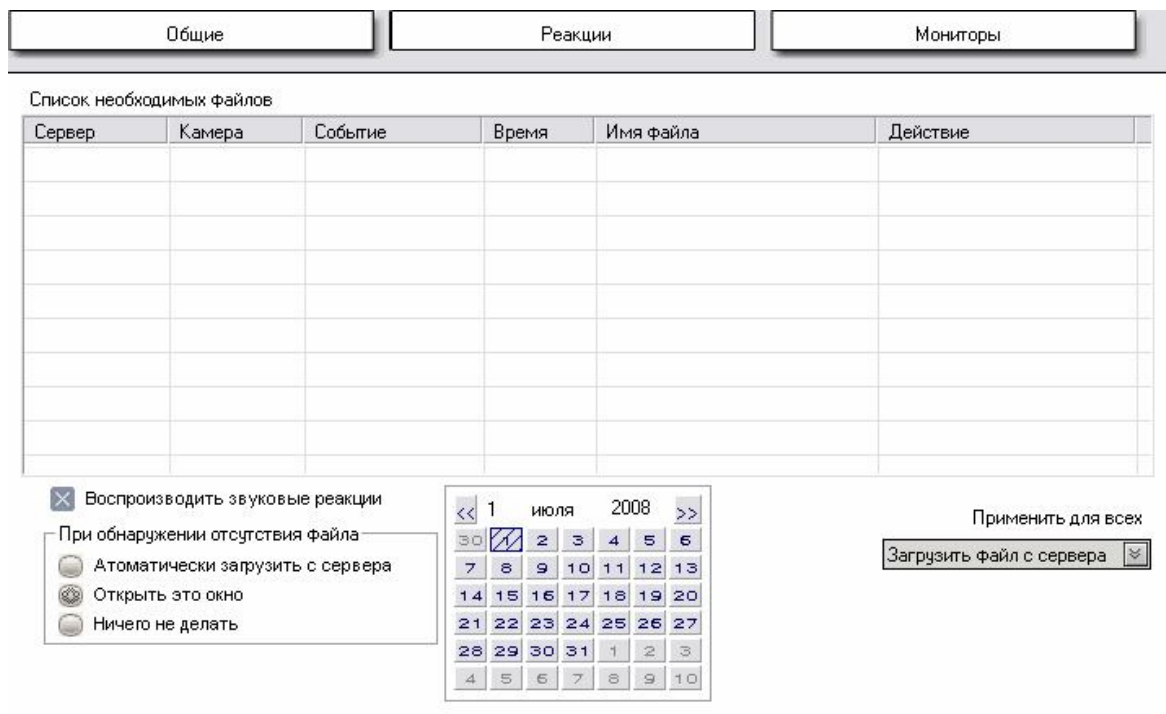 Общие Реакции Мониторы
Список необходимых файлов
Сервер Камера Событие Время Имя файла Действие
Воспроизводить звуковые реакции
При обнаружении отсутствия файла
Атоматически загрузить с сервера
Открыть это окно
Ничего не делать
<< 1 июля 2008 >>
30 1 2 3 4 5 6
7 8 9 10 11 12 13
14 15 16 17 18 19 20
21 22 23 24 25 26 27
28 29 30 31 1 2 3
4 5 6 7 8 9 10
Применить для всех
Загрузить файл с сервера